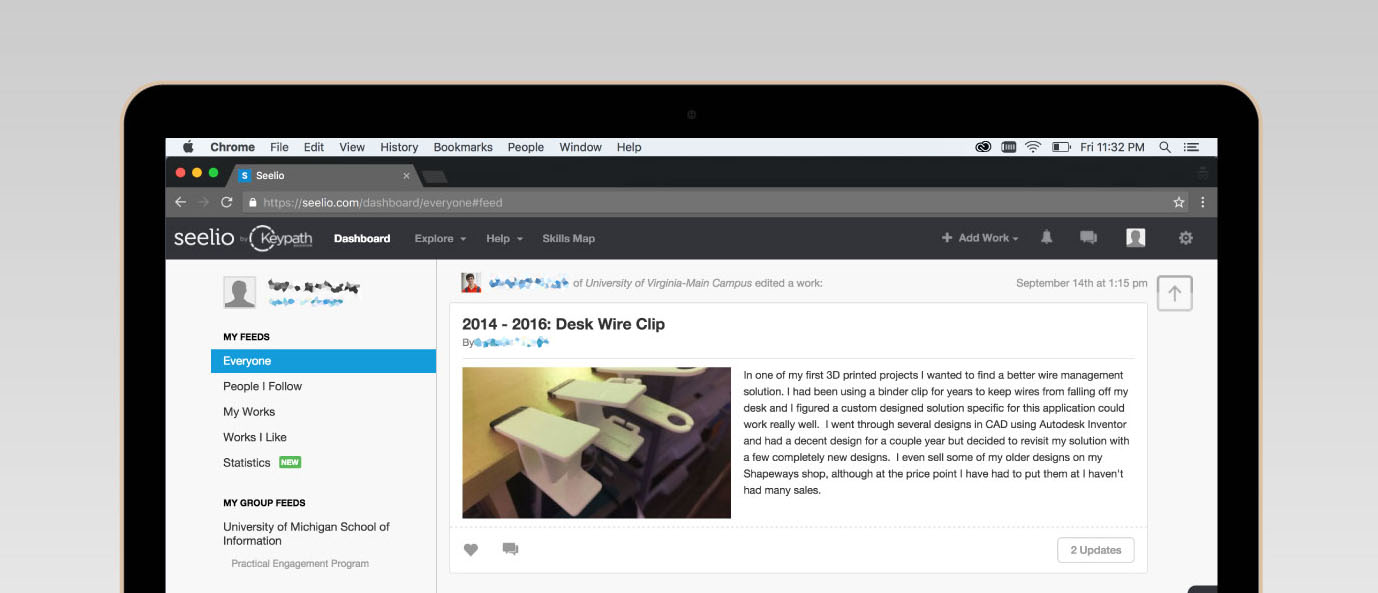 Chrome File Edit View History Bookmarks People Window Help Fri 11:32 PM
S Seelio
https://seelio.com/dashboard/everyone#feed
seelio by Keypath Dashboard Explore Help Skills Map + Add Work
of University of Virginia-Main Campus edited a work: September 14th at 1:15 pm
MY FEEDS
Everyone
People I Follow
My Works
Works I Like
Statistics NEW
MY GROUP FEEDS
University of Michigan School of
Information
Practical Engagement Program
2014 - 2016: Desk Wire Clip
By
In one of my first 3D printed projects I wanted to find a better wire management
solution. I had been using a binder clip for years to keep wires from falling off my
desk and I figured a custom designed solution specific for this application could
work really well. I went through several designs in CAD using Autodesk Inventor
and had a decent design for a couple year but decided to revisit my solution with
a few completely new designs. I even sell some of my older designs on my
Shapeways shop, although at the price point I have had to put them at I haven't
had many sales.
2 Updates